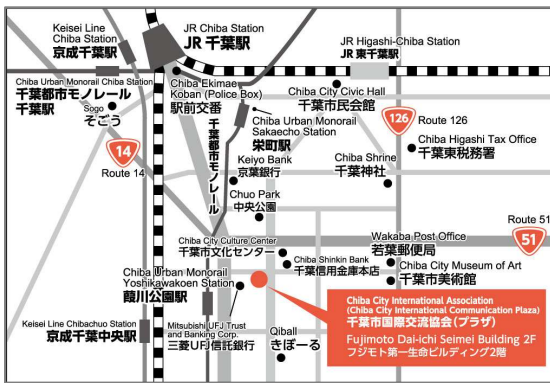 Keisei Line
Chiba Station
京成千葉駅
JR Chiba Station
JR 千葉駅
JR Higashi-Chiba Station
JR 東千葉駅
Chiba Urban Monorail Chiba Station
千葉都市モノレール
千葉駅
Sogo
そごう
Chiba Ekimae
Koban (Police Box)
駅前交番
Chiba City Civic Hall
千葉市民会館
126
Route 126
千葉都市モノレール
Chiba Urban Monorail
Sakaecho Station
栄町駅
Chiba Higashi Tax Office
千葉東税務署
14
Route 14
Keiyo Bank
京葉銀行
Chiba Shrine
千葉神社
Chuo Park
中央公園
Route 51
51
Chiba City Culture Center
千葉市文化センター
Wakaba Post Office
若葉郵便局
Chiba Shinkin Bank
千葉信用金庫本店
Chiba City Museum of Art
千葉市美術館
Chiba Urban Monorail
Yoshikawakoen Station
葭川公園駅
Keisei Line Chibachuo Station
京成千葉中央駅
Mitsubishi UFJ Trust
and Banking Corp.
三菱UFJ信託銀行
Qiball
きぼーる
Chiba City International Association
(Chiba City International Communication Plaza)
千葉市国際交流協会(プラザ)
Fujimoto Dai-ichi Seimei Building 2F
フジモト第一生命ビルディング2階